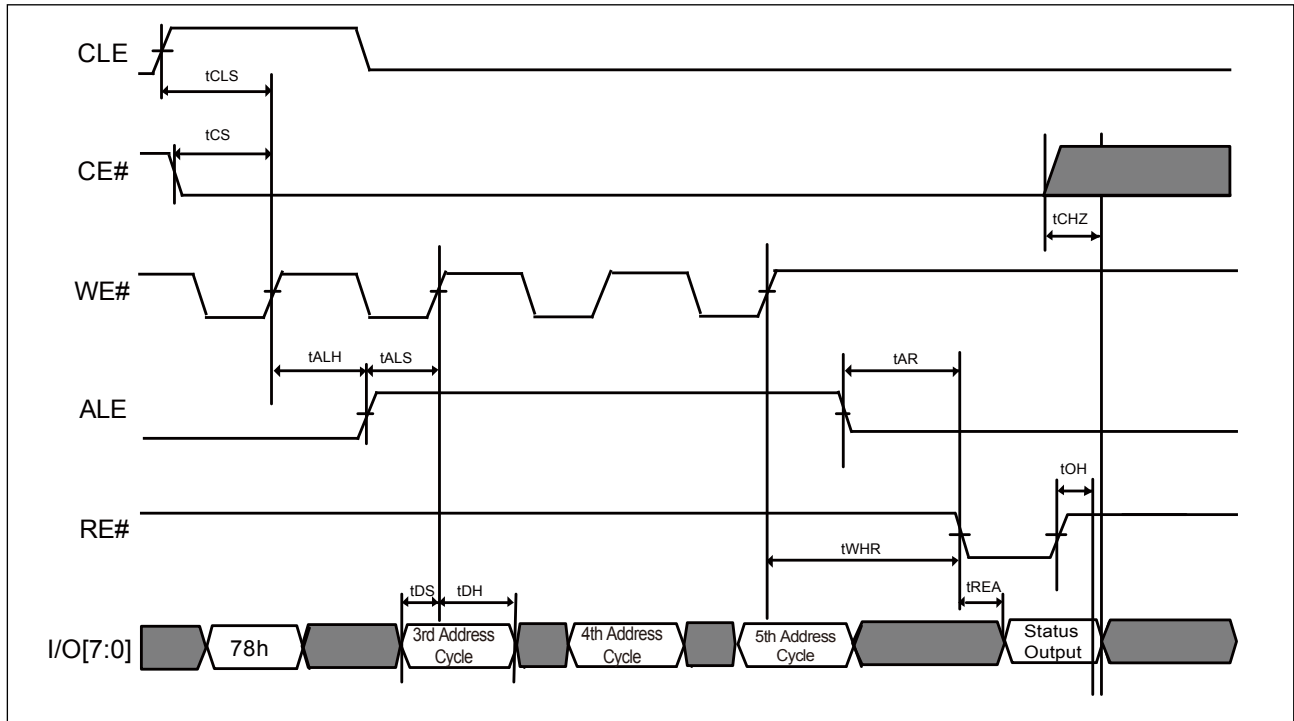 CLE
tCLS
tCS
CE#
tCHZ
WE#
tALH
tALS
tAR
ALE
tOH
RE#
tWHR
tDS
tDH
tREA
I/O[7:0]
78h
3rd Address
Cycle
4th Address
Cycle
5th Address
Cycle
Status
Output